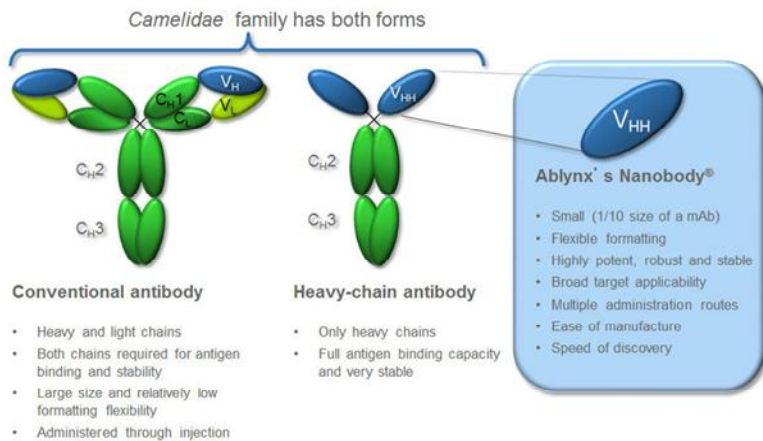 Camelidae family has both forms
VH
CH1
VL
CL
CH2
CH3
VHH
CH2
CH3
VHH
Conventional antibody
• Heavy and light chains
• Both chains required for antigen
binding and stability
• Large size and relatively low
formatting flexibility
• Administered through injection
Heavy-chain antibody
• Only heavy chains
• Full antigen binding capacity
and very stable
Ablynx's Nanobody®
• Small (1/10 size of a mAb)
• Flexible formatting
• Highly potent, robust and stable
• Broad target applicability
• Multiple administration routes
• Ease of manufacture
• Speed of discovery